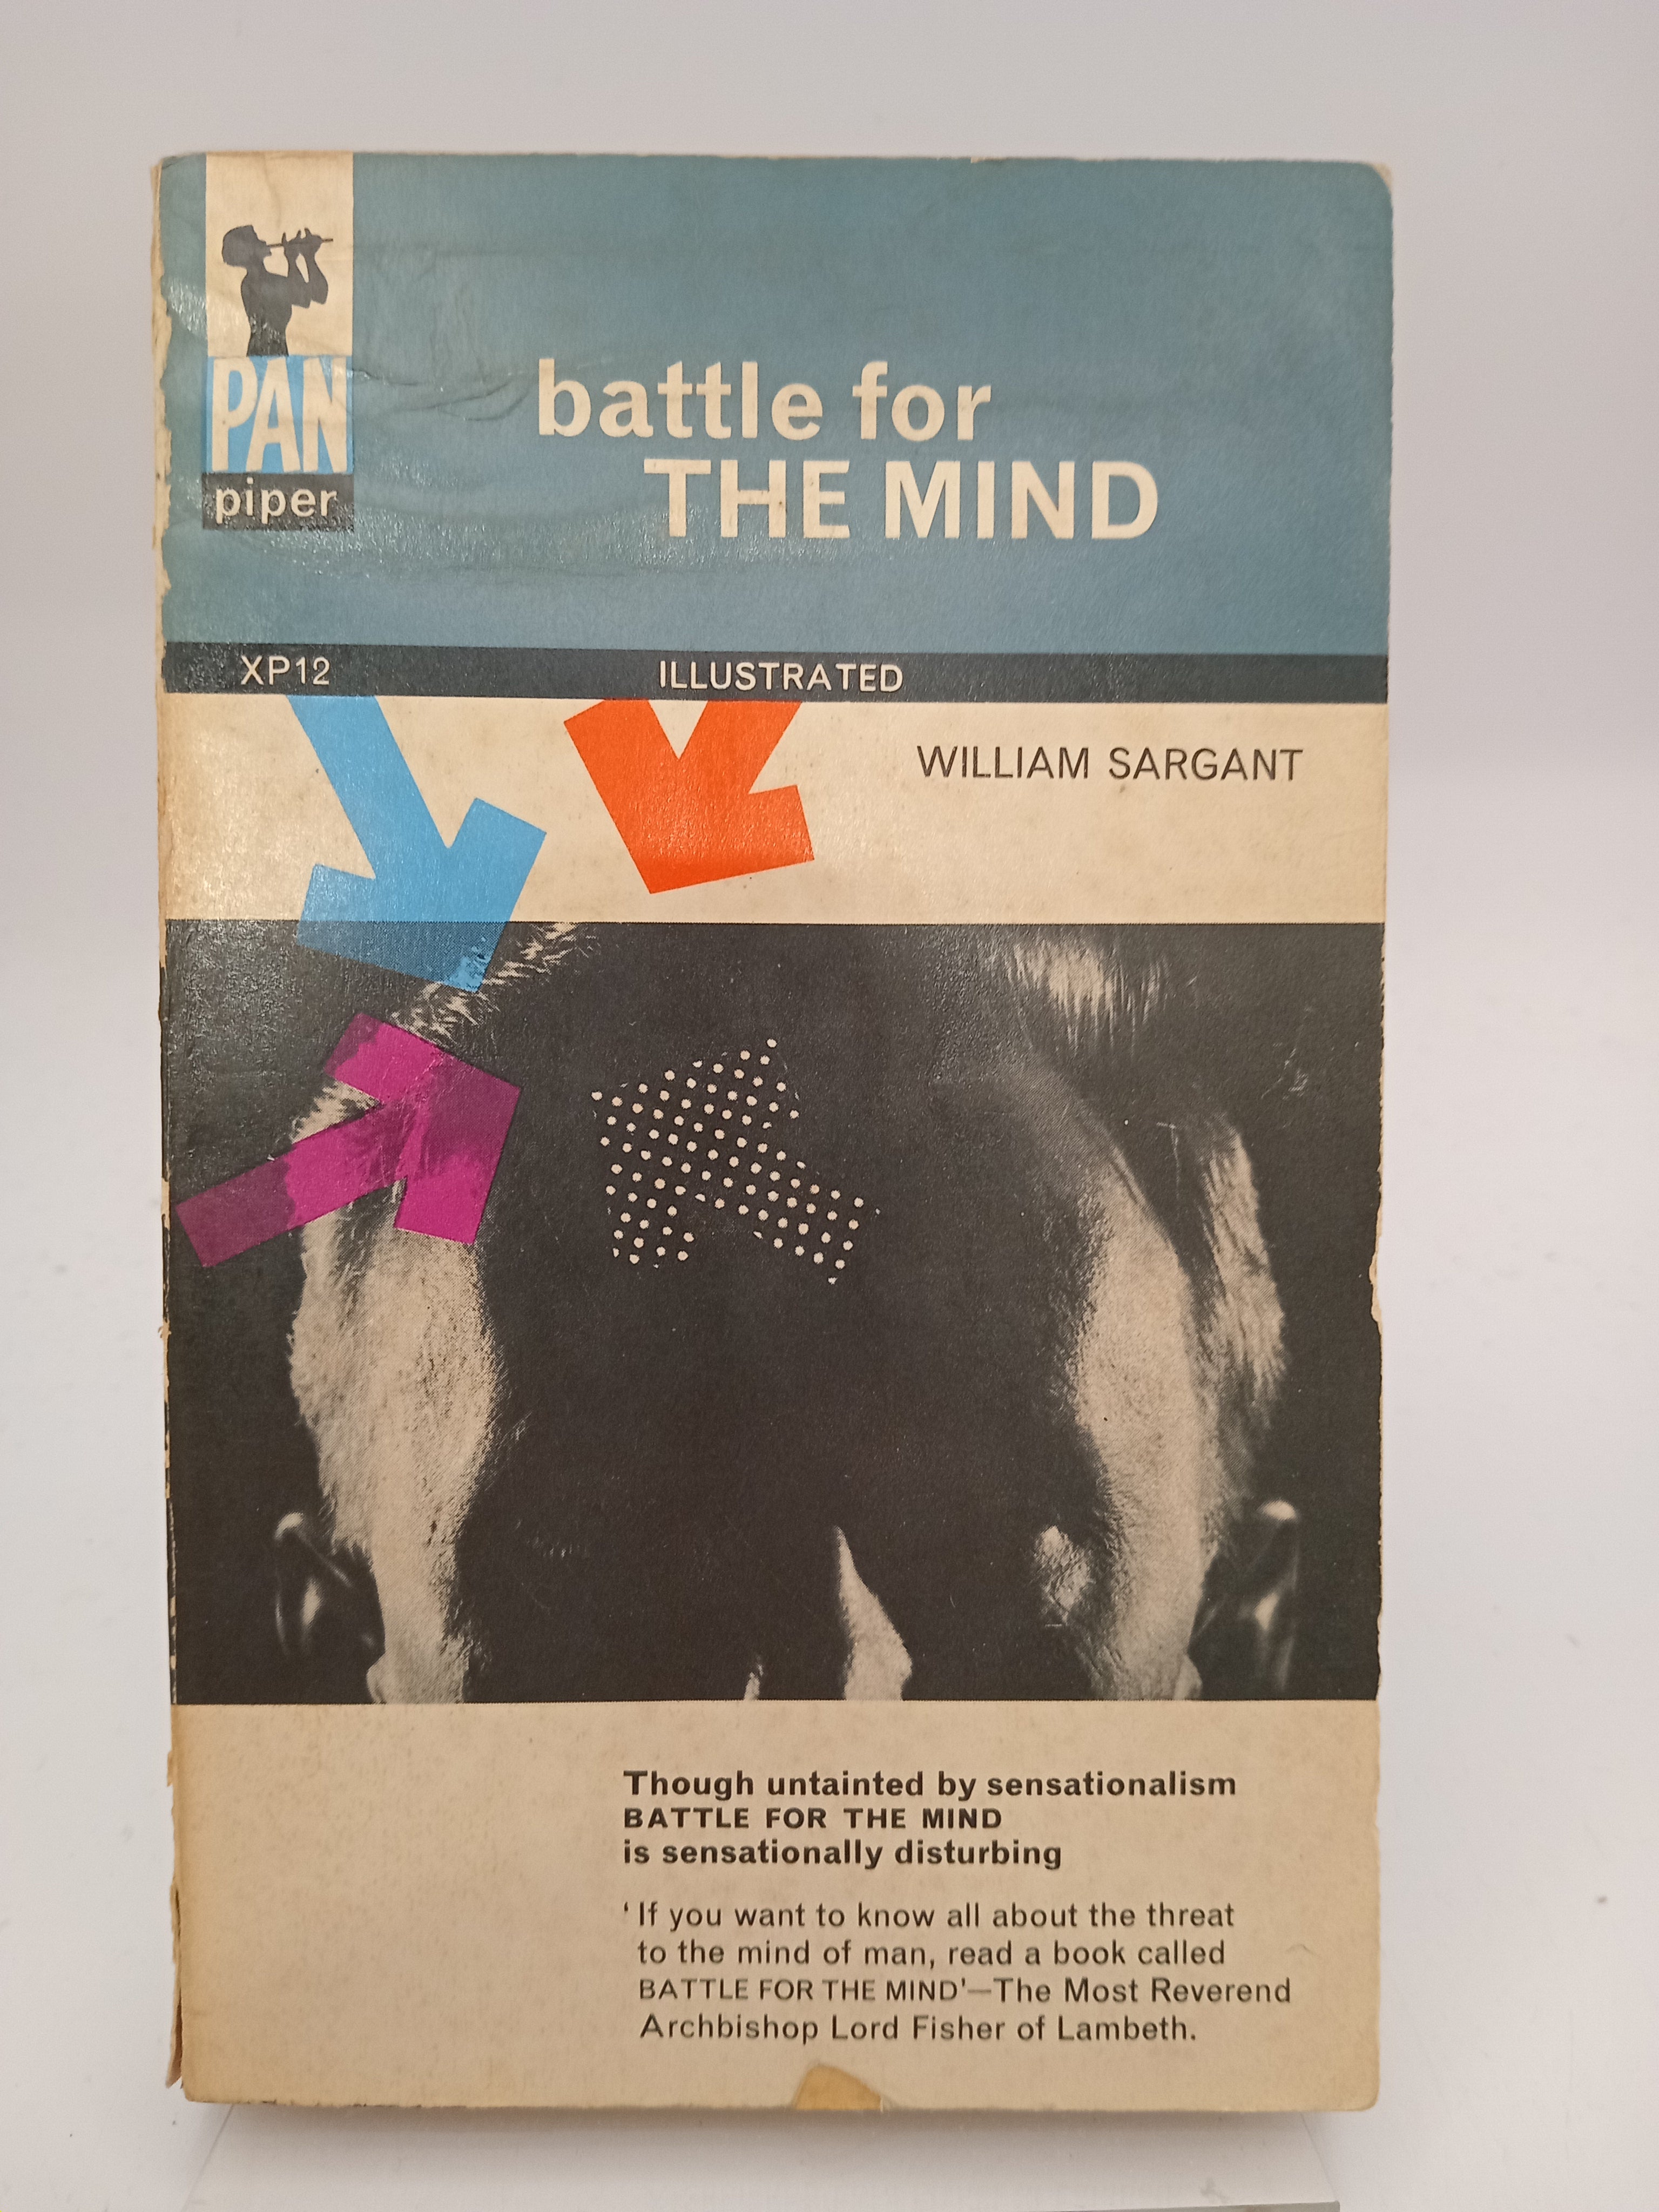 PAN
piper
battle for
THE MIND
XP12 ILLUSTRATED
WILLIAM SARGANT
Though untainted by sensationalism
BATTLE FOR THE MIND
is sensationally disturbing
‘If you want to know all about the threat
to the mind of man, read a book called
BATTLE FOR THE MIND’—The Most Reverend
Archbishop Lord Fisher of Lambeth.